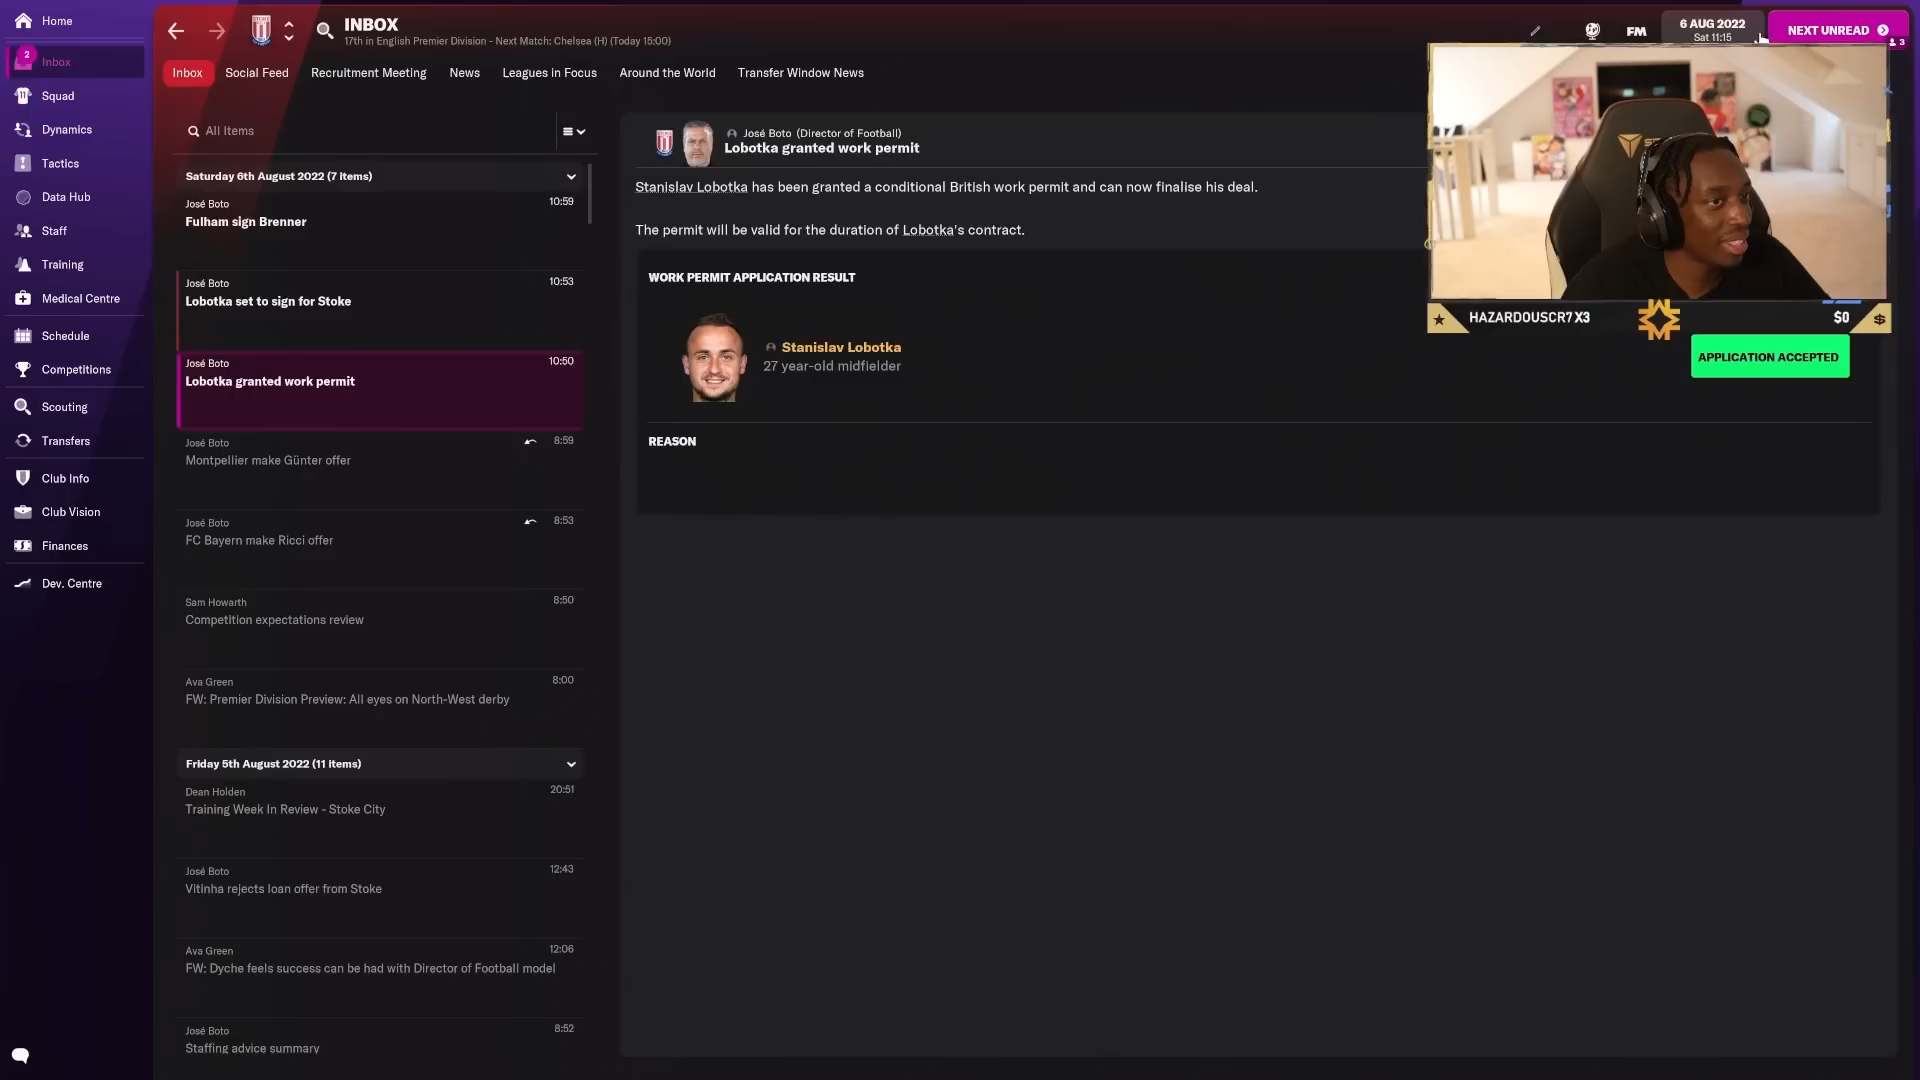 Home
2
Inbox
Squad
Dynamics
Tactics
Data Hub
Staff
Training
Medical Centre
Schedule
Competitions
Scouting
Transfers
Club Info
Club Vision
Finances
Dev. Centre
INBOX
17th in English Premier Division - Next Match: Chelsea (H) (Today 15:00)
FM
6 AUG 2022
Sat 11:15
NEXT UNREAD
3
Inbox
Social Feed
Recruitment Meeting
News
Leagues in Focus
Around the World
Transfer Window News
All Items
Saturday 6th August 2022 (7 items)
José Boto
10:59
Fulham sign Brenner
José Boto
10:53
Lobotka set to sign for Stoke
José Boto
10:50
Lobotka granted work permit
José Boto
8:59
Montpellier make Günter offer
José Boto
8:53
FC Bayern make Ricci offer
Sam Howarth
8:50
Competition expectations review
Ava Green
8:00
FW: Premier Division Preview: All eyes on North-West derby
Friday 5th August 2022 (11 items)
Dean Holden
20:51
Training Week In Review - Stoke City
José Boto
12:43
Vitinha rejects loan offer from Stoke
Ava Green
12:06
FW: Dyche feels success can be had with Director of Football model
José Boto
8:52
Staffing advice summary
José Boto (Director of Football)
Lobotka granted work permit
Stanislav Lobotka has been granted a conditional British work permit and can now finalise his deal.
The permit will be valid for the duration of Lobotka's contract.
WORK PERMIT APPLICATION RESULT
Stanislav Lobotka
27 year-old midfielder
APPLICATION ACCEPTED
REASON
HAZARDOUSCR7 X3
$0
$